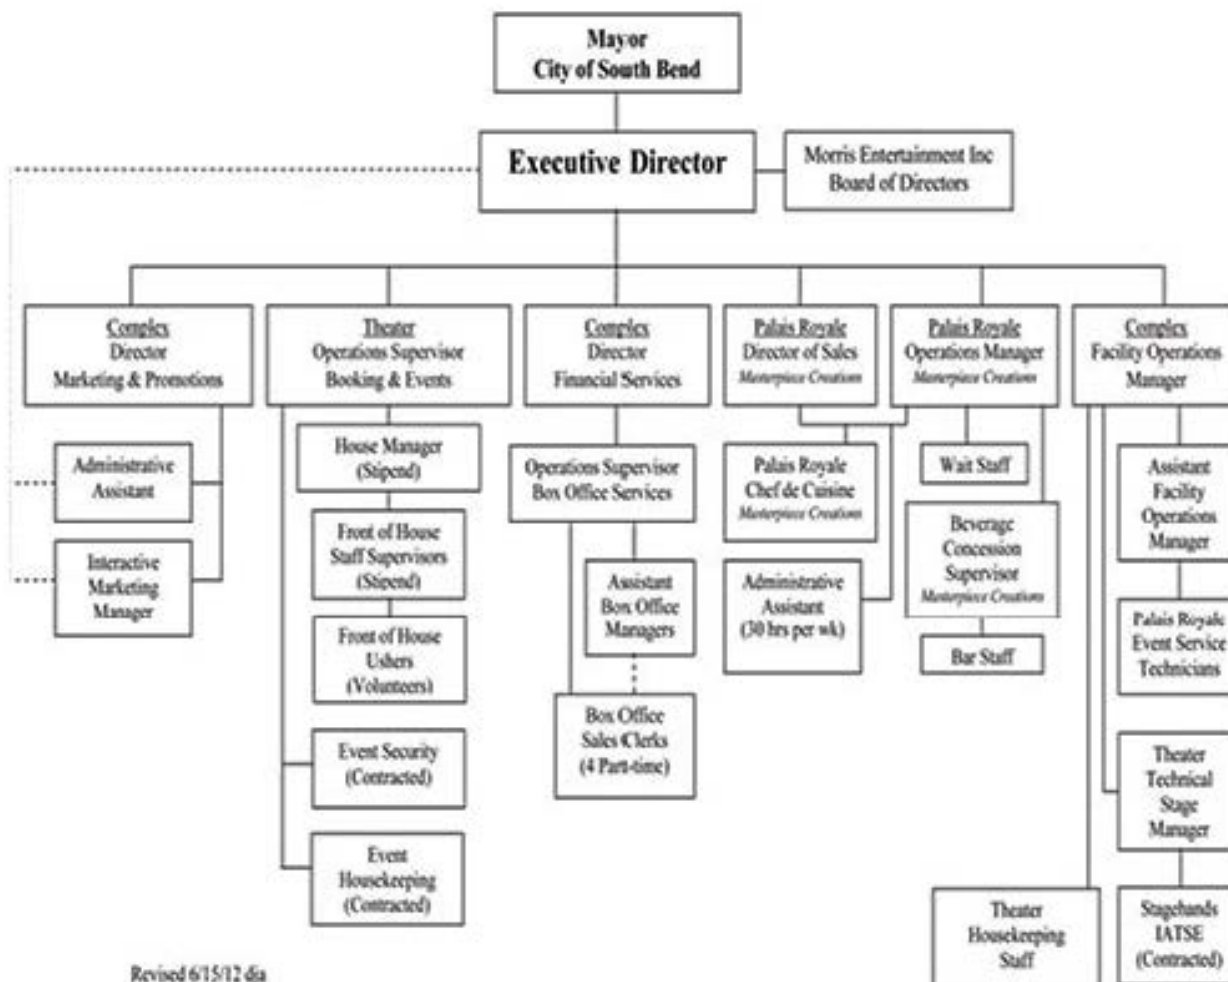 Mayor
City of South Bend
Executive Director
Morris Entertainment Inc
Board of Directors
Complex
Director
Marketing & Promotions
Theater
Operations Supervisor
Booking & Events
Complex
Director
Financial Services
Palais Royale
Director of Sales
Masterpiece Creations
Palais Royale
Operations Manager
Masterpiece Creations
Complex
Facility Operations
Manager
Administrative
Assistant
Interactive
Marketing
Manager
House Manager
(Stipend)
Front of House
Staff Supervisors
(Stipend)
Front of House
Ushers
(Volunteers)
Event Security
(Contracted)
Event
Housekeeping
(Contracted)
Operations Supervisor
Box Office Services
Assistant
Box Office
Managers
Box Office
Sales Clerks
(4 Part-time)
Palais Royale
Chef de Cuisine
Masterpiece Creations
Administrative
Assistant
(30 hrs per wk)
Wait Staff
Beverage
Concession
Supervisor
Masterpiece Creations
Bar Staff
Assistant
Facility
Operations
Manager
Palais Royale
Event Service
Technicians
Theater
Technical
Stage
Manager
Theater
Housekeeping
Staff
Stagehands
IATSE
(Contracted)
Revised 6/15/12 dia